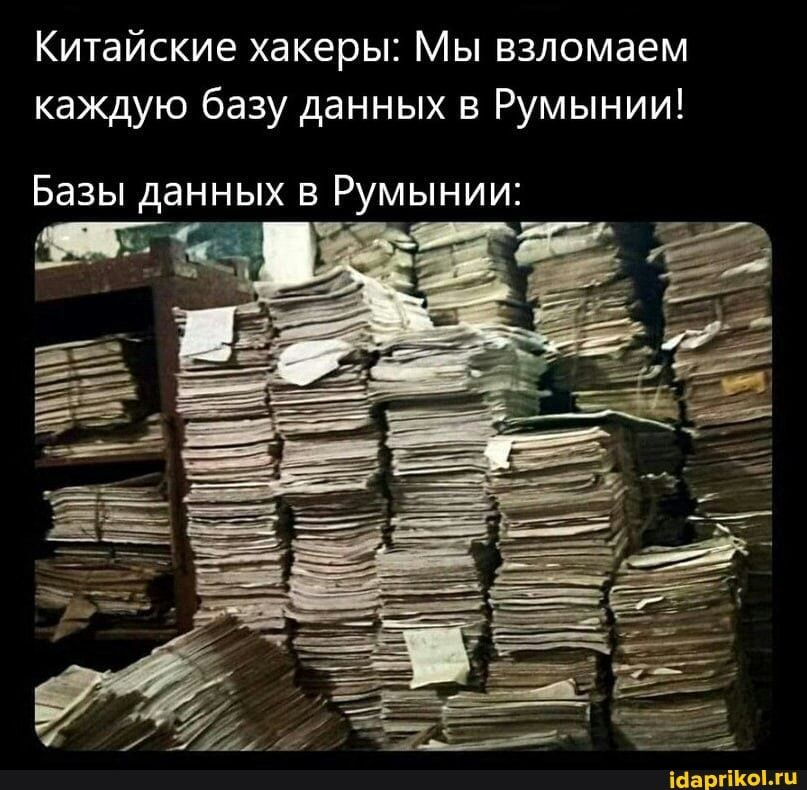 Китайские хакеры: Мы взломаем
каждую базу данных в Румынии!
Базы данных в Румынии:
idaprikol.ru